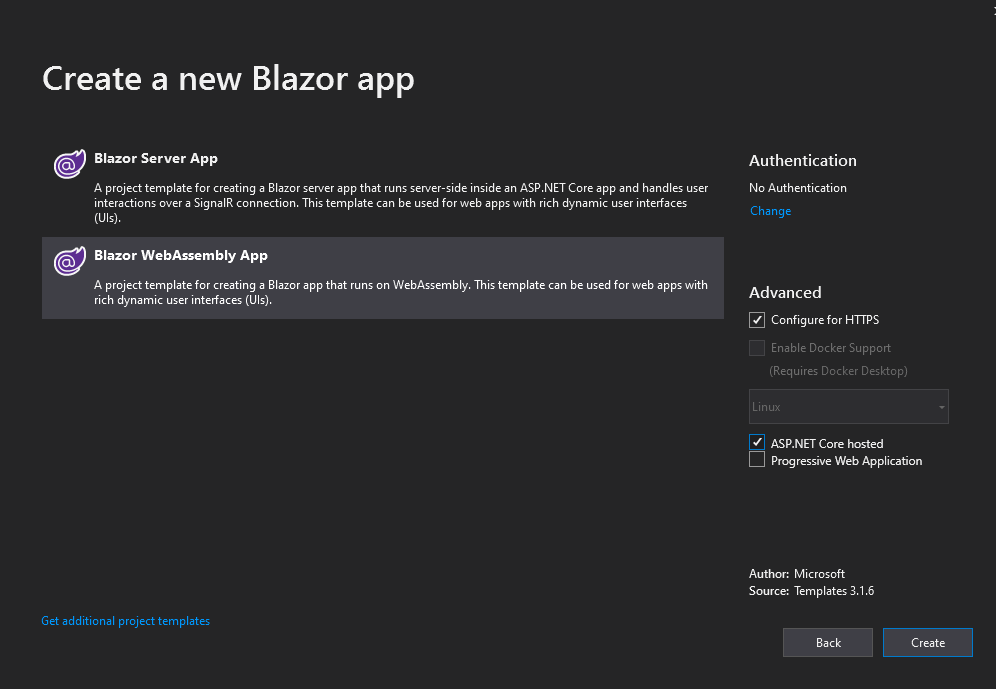 Create a new Blazor app
Blazor Server App
A project template for creating a Blazor server app that runs server-side inside an ASP.NET Core app and handles user
interactions over a SignalR connection. This template can be used for web apps with rich dynamic user interfaces
(UIs).
Blazor WebAssembly App
A project template for creating a Blazor app that runs on WebAssembly. This template can be used for web apps with
rich dynamic user interfaces (UIs).
Get additional project templates
Authentication
No Authentication
Change
Advanced
Configure for HTTPS
Enable Docker Support
(Requires Docker Desktop)
Linux
ASP.NET Core hosted
Progressive Web Application
Author: Microsoft
Source: Templates 3.1.6
Back
Create